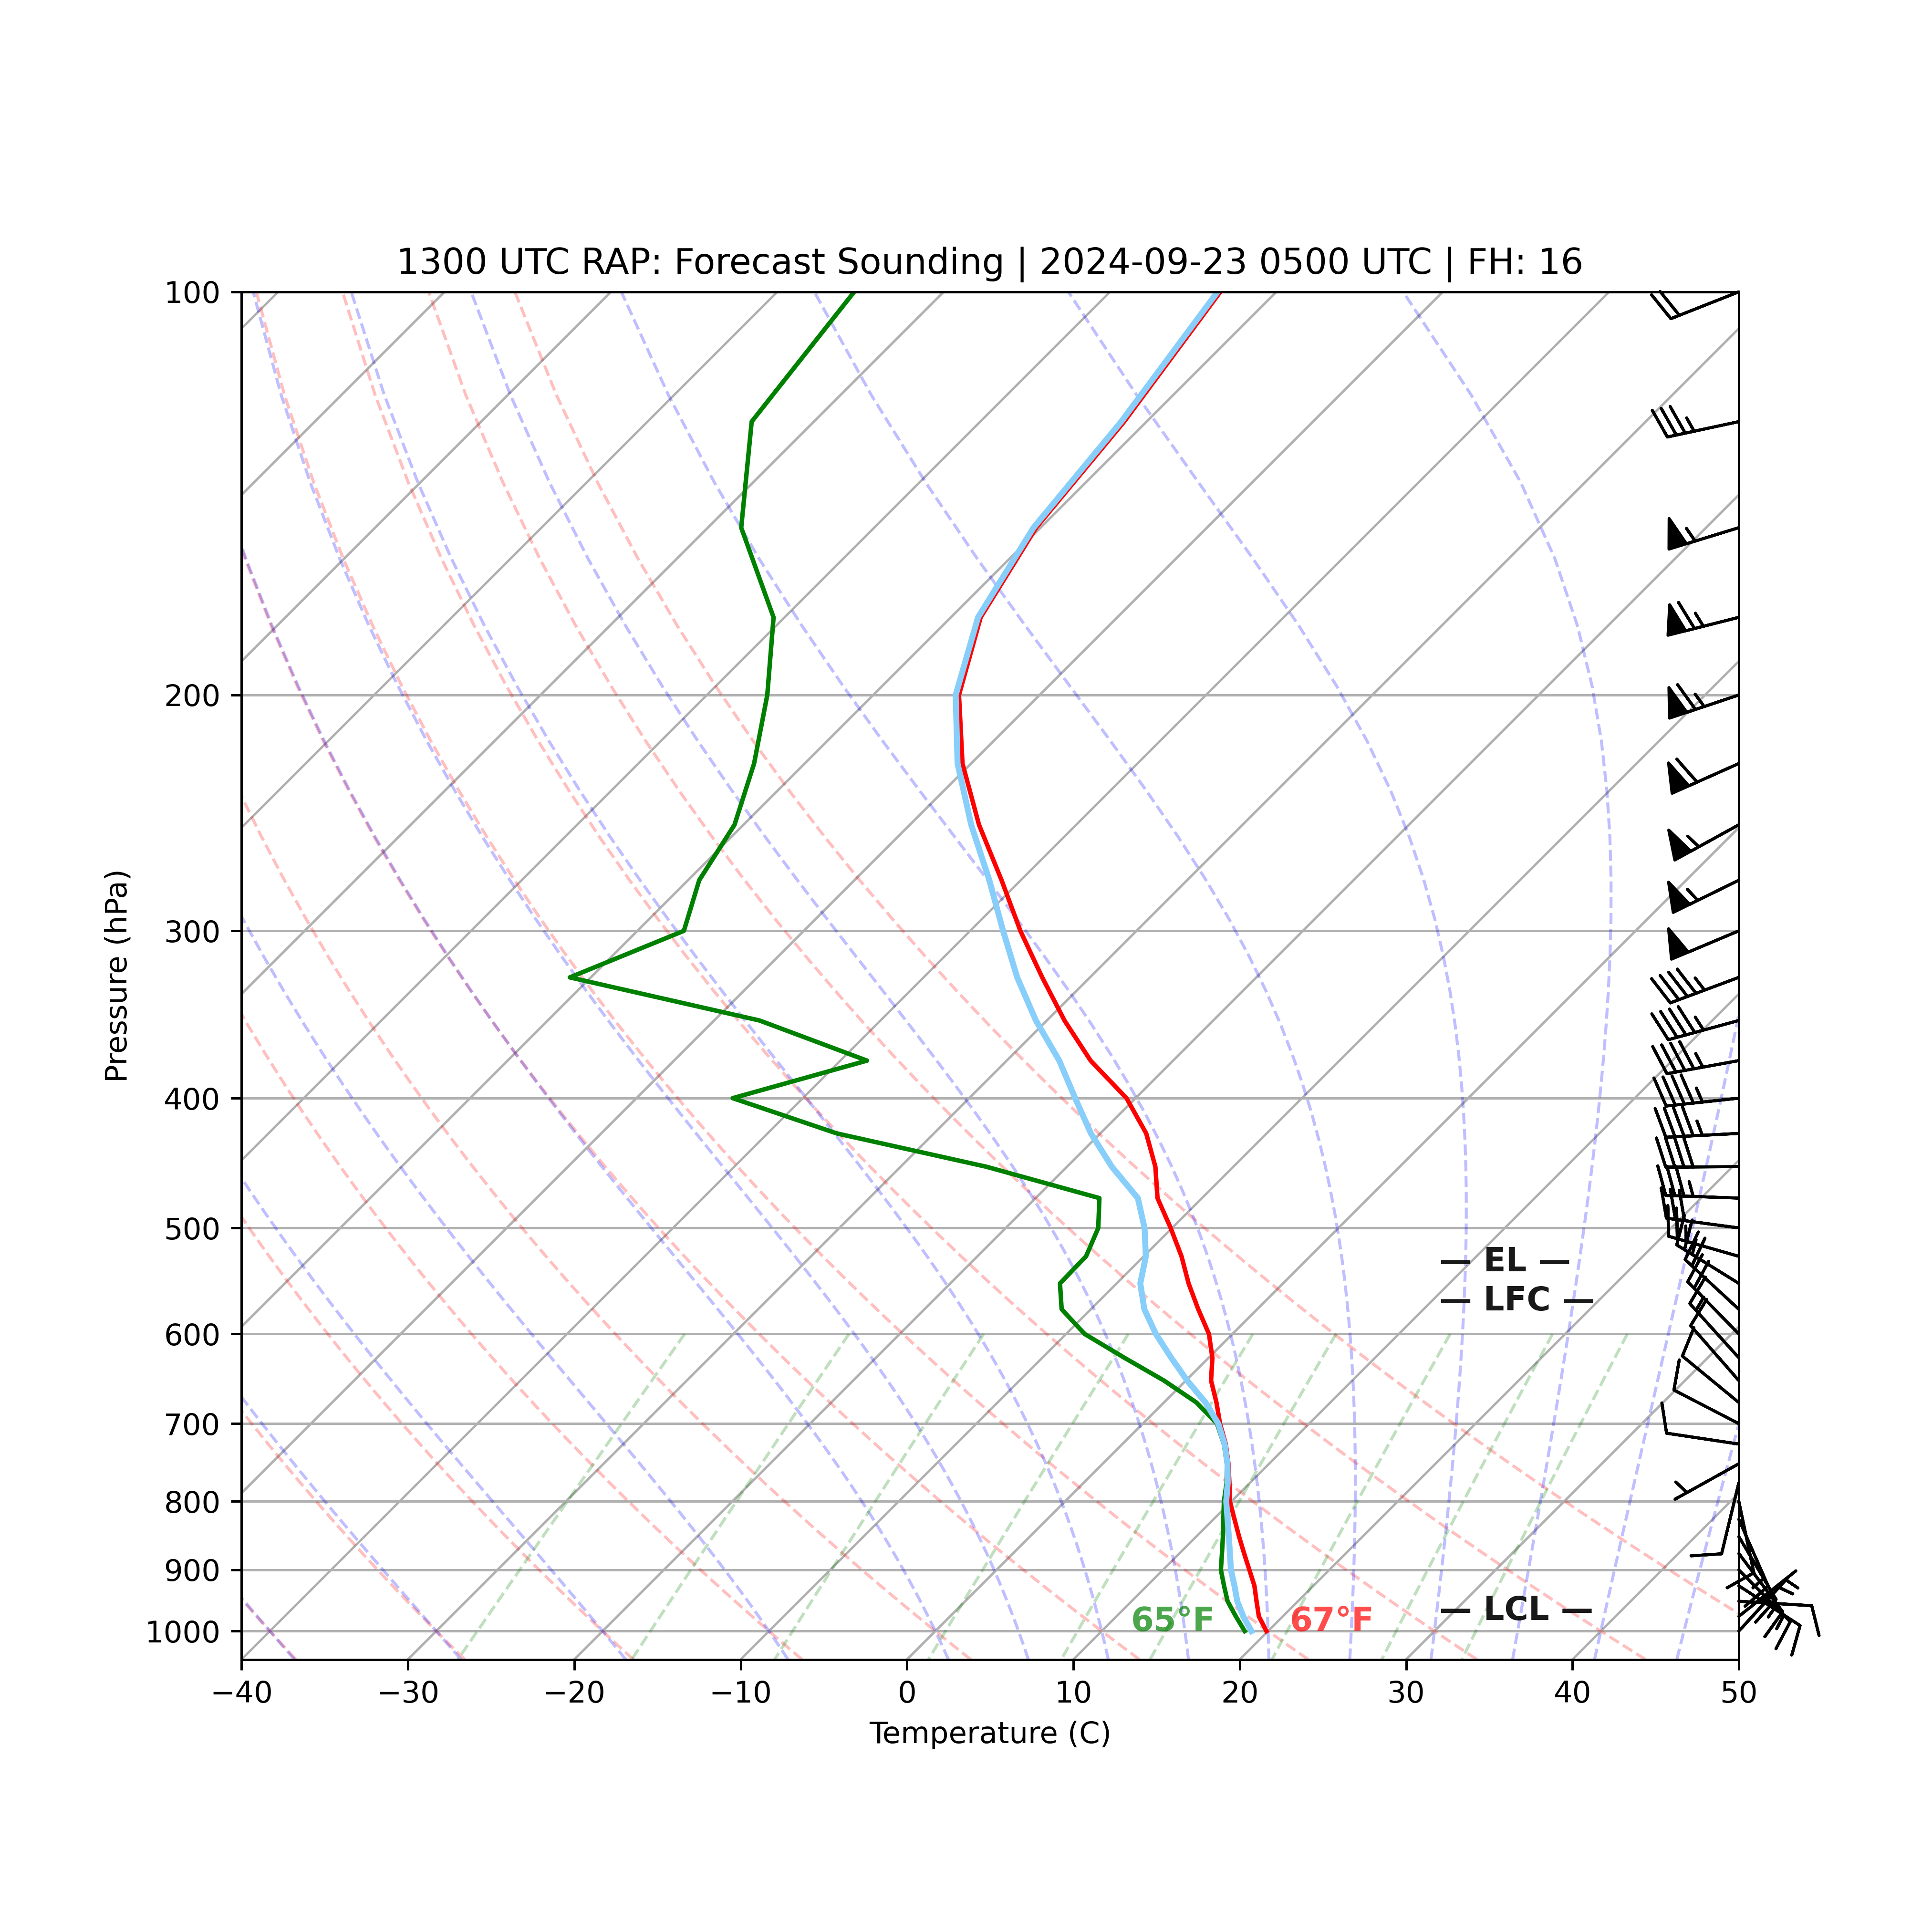 1300 UTC RAP: Forecast Sounding | 2024-09-23 0500 UTC | FH: 16
100
200
300
400
500
600
700
800
900
1000
Pressure (hPa)
— EL —
— LFC —
— LCL —
65°F
67°F
−40
−30
−20
−10
0
10
20
30
40
50
Temperature (C)